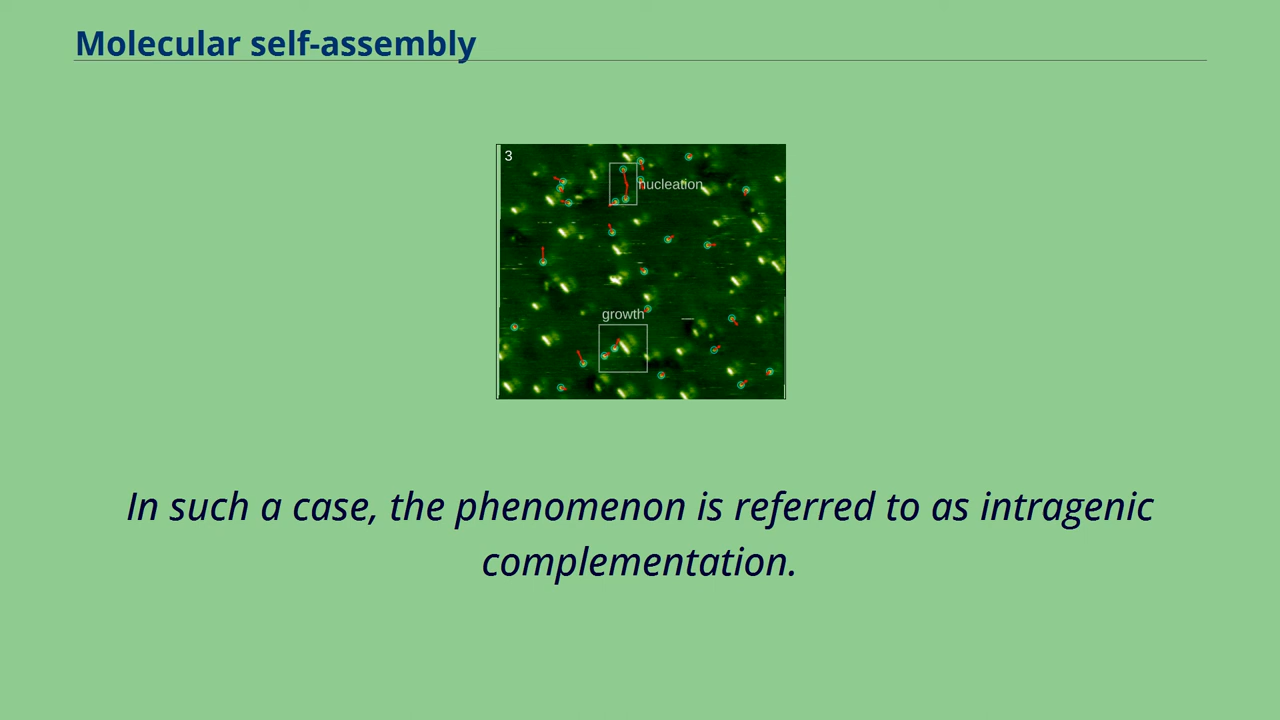 Molecular self-assembly
3
nucleation
growth
In such a case, the phenomenon is referred to as intragenic
complementation.